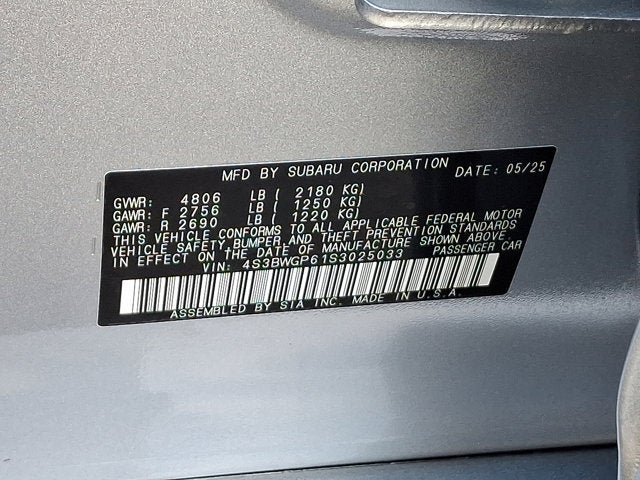 MFD BY SUBARU CORPORATION DATE: 05/25
GVWR: 4806 LB ( 2180 KG)
GAWR: F 2756 LB ( 1250 KG)
GAWR: R 2690 LB ( 1220 KG)
THIS VEHICLE CONFORMS TO ALL APPLICABLE FEDERAL MOTOR
VEHICLE SAFETY, BUMPER, AND THEFT PREVENTION STANDARDS
IN EFFECT ON THE DATE OF MANUFACTURE SHOWN ABOVE.
VIN: 4S3BWGP61S3025033 PASSENGER CAR
ASSEMBLED BY SIA INC. MADE IN U.S.A.